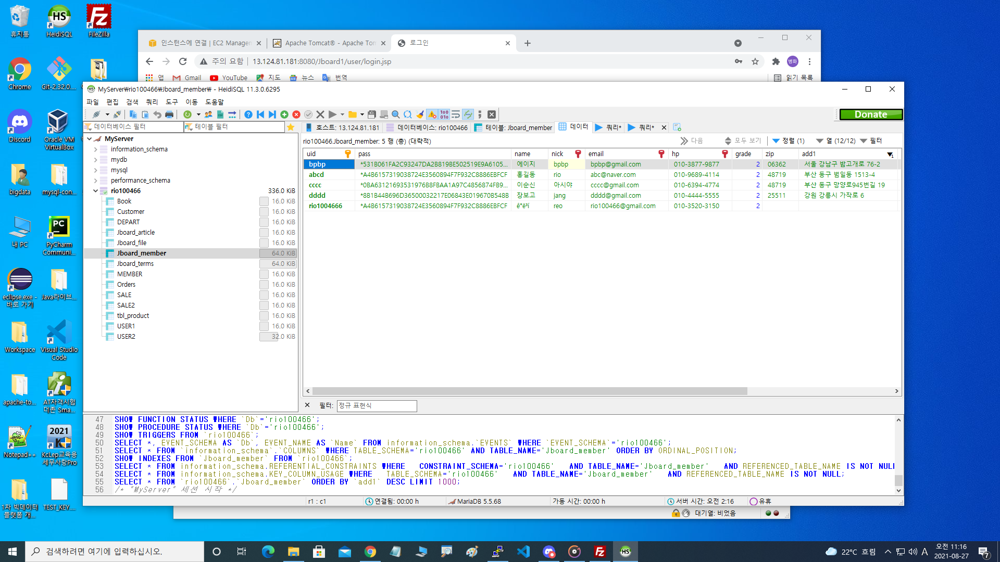 휴지통
HeidiSQL
FileZilla
Chrome
Git-2.32.0....
Discord
Oracle VM VirtualBox
bigdata
mysql-con...
내 PC
PyCharm Communi...
eclipse.exe - 바로 가기
Java라이브...
Workspace
Visual Studio Code
apache-to...
AT자격시험 더존 Sma...
Notepad++
KcLep교육용 세무사랑Pro
1차 빅데이터 플랫폼 개...
TEST_KEY....
인스턴스에 연결 | EC2 Manager
Apache Tomcat® - Apache Tom
로그인
주의 요함 | 13.124.81.181:8080/Jboard1/user/login.jsp
병화
앱 Gmail YouTube 지도 뉴스 번역 읽기 목록
MyServer₩rio100466₩Jboard_member₩ - HeidiSQL 11.3.0.6295
파일 편집 검색 쿼리 도구 이동 도움말
Donate
데이터베이스 필터 테이블 필터
호스트: 13.124.81.181 데이터베이스: rio100466 테이블: Jboard_member 데이터 쿼리* 쿼리*
MyServer
information_schema
mydb
mysql
performance_schema
rio100466 336.0 KiB
Book 16.0 KiB
Customer 16.0 KiB
DEPART 16.0 KiB
Jboard_article 16.0 KiB
Jboard_file 16.0 KiB
Jboard_member 64.0 KiB
Jboard_terms 64.0 KiB
MEMBER 16.0 KiB
Orders 16.0 KiB
SALE 16.0 KiB
SALE2 16.0 KiB
tbl_product 16.0 KiB
USER1 16.0 KiB
USER2 32.0 KiB
rio100466.Jboard_member: 5 행 (총) (대략적) 다음 모두 보기 정렬 (1) 열 (12/12) 필터
uid pass name nick email hp grade zip add1
bpbp *531B061FA2C93247DA2B819BE502519E9A6105... 에이지 bpbp bpbp@gmail.com 010-3877-9877 2 06362 서울 강남구 밤고개로 76-2
abcd *A4B6157319038724E3560894F7F932C8886EBFCF 홍길동 rio abc@naver.com 010-9689-4114 2 48719 부산 동구 범일동 1513-4
cccc *0BA63121693531976B8FBAA1A97C4856874FB9... 이순신 아시야 cccc@gmail.com 010-6394-4774 2 48719 부산 동구 망양로945번길 19
dddd *8B1B44B696D36500032217E06843E019670B548B 장보고 jang dddd@gmail.com 010-4444-5555 2 25511 강원 강릉시 가작로 6
rio1004666 *A4B6157319038724E3560894F7F932C8886EBFCF ê°ë³í reo rio100466@gmail.com 010-3520-3150 2
필터: 정규 표현식
47 SHOW FUNCTION STATUS WHERE `Db`='rio100466';
48 SHOW PROCEDURE STATUS WHERE `Db`='rio100466';
49 SHOW TRIGGERS FROM `rio100466`;
50 SELECT *, EVENT_SCHEMA AS `Db`, EVENT_NAME AS `Name` FROM information_schema.`EVENTS` WHERE `EVENT_SCHEMA`='rio100466';
51 SELECT * FROM `information_schema`.`COLUMNS` WHERE TABLE_SCHEMA='rio100466' AND TABLE_NAME='Jboard_member' ORDER BY ORDINAL_POSITION;
52 SHOW INDEXES FROM `Jboard_member` FROM `rio100466`;
53 SELECT * FROM information_schema.REFERENTIAL_CONSTRAINTS WHERE CONSTRAINT_SCHEMA='rio100466' AND TABLE_NAME='Jboard_member' AND REFERENCED_TABLE_NAME IS NOT NULL
54 SELECT * FROM information_schema.KEY_COLUMN_USAGE WHERE TABLE_SCHEMA='rio100466' AND TABLE_NAME='Jboard_member' AND REFERENCED_TABLE_NAME IS NOT NULL;
55 SELECT * FROM `rio100466`.`Jboard_member` ORDER BY `add1` DESC LIMIT 1000;
56 /* "MyServer" 세션 시작 */
r1 : c1 연결됨: 00:00 h MariaDB 5.5.68 가동 시간: 00:00 h 서버 시간: 오전 2:16 유휴
대기열: 비었음
검색하려면 여기에 입력하십시오.
22°C 흐림 A 오전 11:16
2021-08-27
7